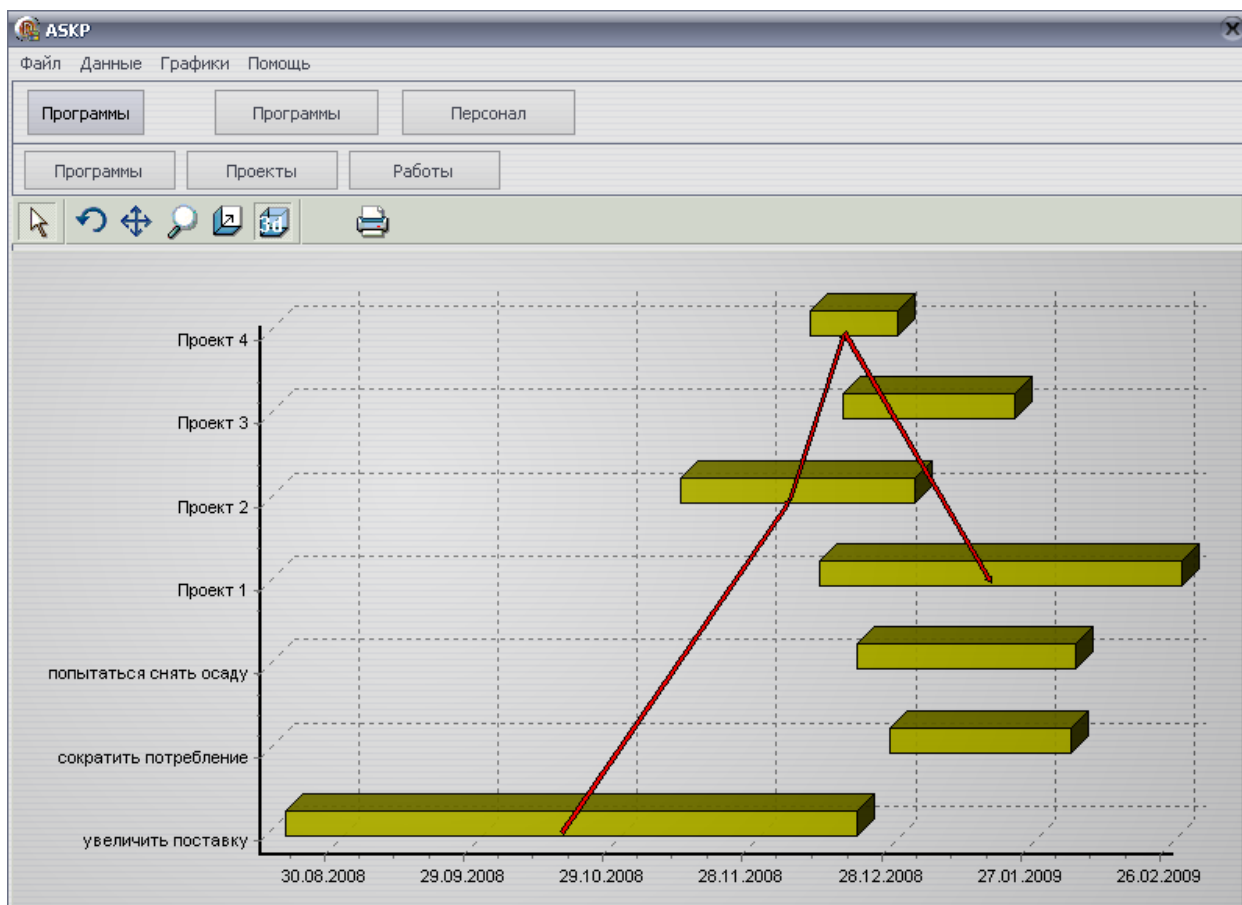 ASKP
Файл Данные Графики Помощь
Программы Программы Персонал
Программы Проекты Работы
3d
Проект 4
Проект 3
Проект 2
Проект 1
попытаться снять осаду
сократить потребление
увеличить поставку
30.08.2008 29.09.2008 29.10.2008 28.11.2008 28.12.2008 27.01.2009 26.02.2009